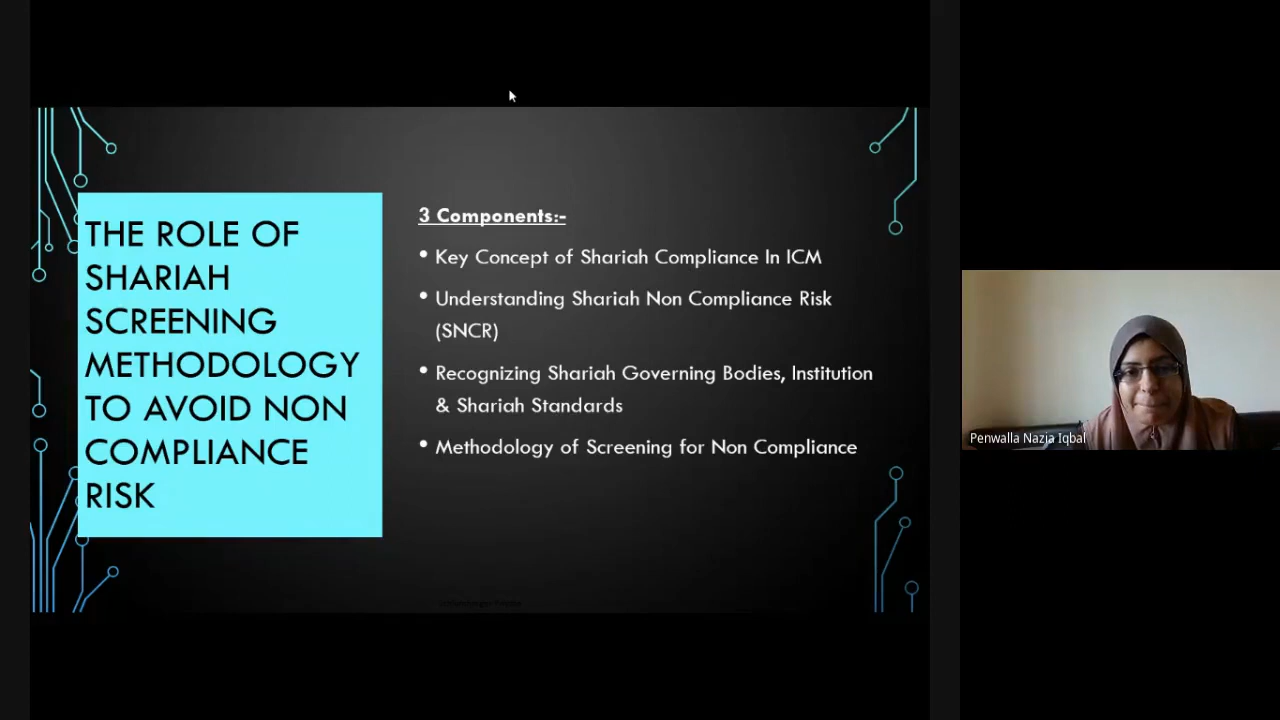 THE ROLE OF
SHARIAH
SCREENING
METHODOLOGY
TO AVOID NON
COMPLIANCE
RISK
3 Components:-
• Key Concept of Shariah Compliance In ICM
• Understanding Shariah Non Compliance Risk
(SNCR)
• Recognizing Shariah Governing Bodies, Institution
& Shariah Standards
• Methodology of Screening for Non Compliance
Penwalla Nazia Iqbal